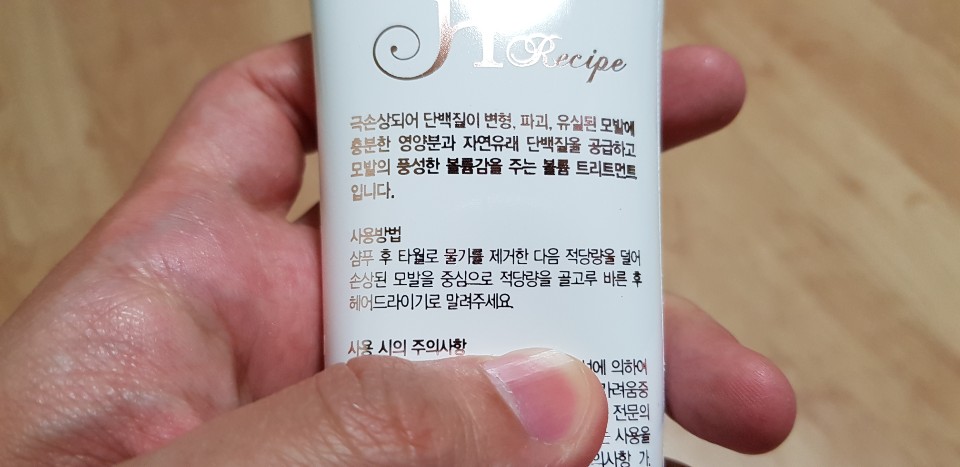 Recipe
극손상되어 단백질이 변형, 파괴, 유실된 모발에
충분한 영양분과 자연유래 단백질을 공급하고
모발의 풍성한 볼륨감을 주는 볼륨 트리트먼트
입니다.
사용방법
샴푸 후 타월로 물기를 제거한 다음 적당량을 덜어
손상된 모발을 중심으로 적당량을 골고루 바른 후
헤어드라이기로 말려주세요.
사용 시의 주의사항
의하여
가려움증
전문의
사용을